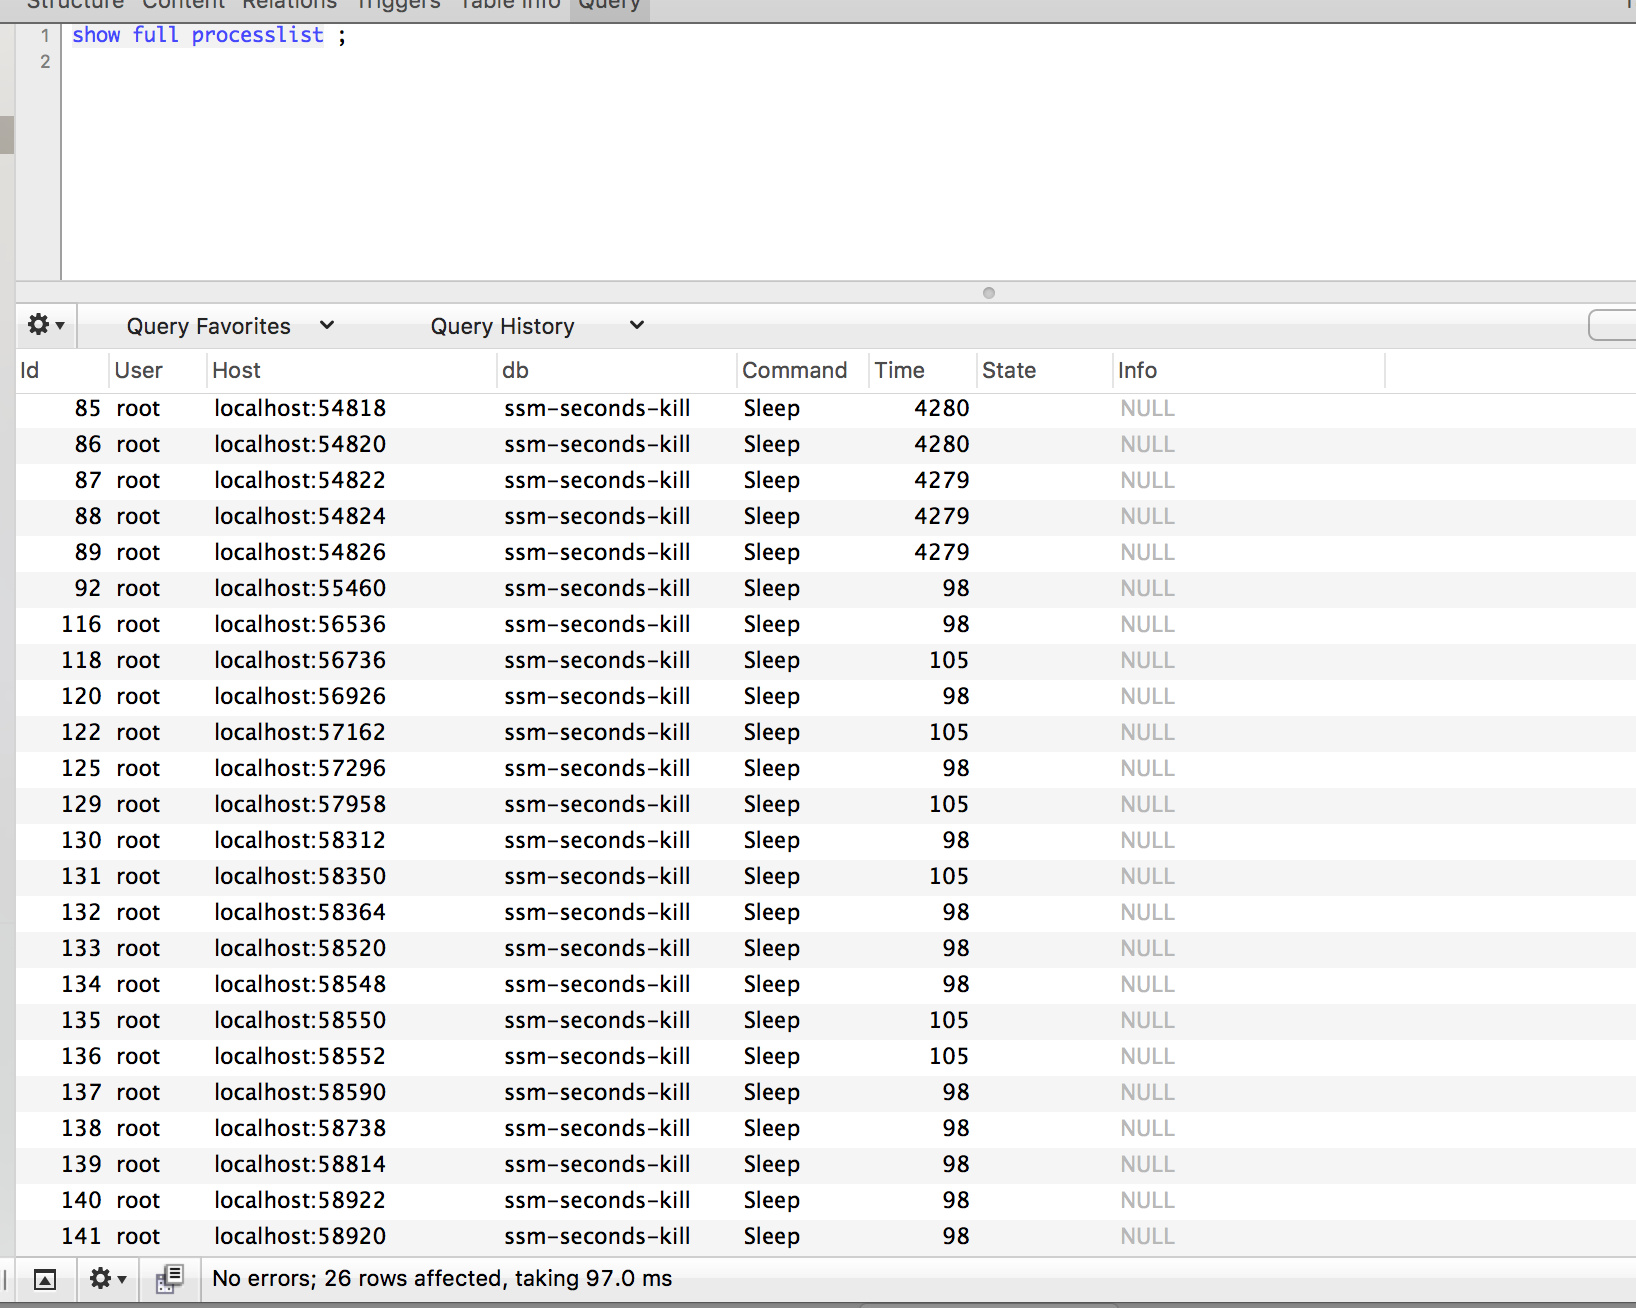 Structure Content Relations Triggers Table Info Query
1 show full processlist ;
2
Query Favorites Query History
Id User Host db Command Time State Info
85 root localhost:54818 ssm-seconds-kill Sleep 4280 NULL
86 root localhost:54820 ssm-seconds-kill Sleep 4280 NULL
87 root localhost:54822 ssm-seconds-kill Sleep 4279 NULL
88 root localhost:54824 ssm-seconds-kill Sleep 4279 NULL
89 root localhost:54826 ssm-seconds-kill Sleep 4279 NULL
92 root localhost:55460 ssm-seconds-kill Sleep 98 NULL
116 root localhost:56536 ssm-seconds-kill Sleep 98 NULL
118 root localhost:56736 ssm-seconds-kill Sleep 105 NULL
120 root localhost:56926 ssm-seconds-kill Sleep 98 NULL
122 root localhost:57162 ssm-seconds-kill Sleep 105 NULL
125 root localhost:57296 ssm-seconds-kill Sleep 98 NULL
129 root localhost:57958 ssm-seconds-kill Sleep 105 NULL
130 root localhost:58312 ssm-seconds-kill Sleep 98 NULL
131 root localhost:58350 ssm-seconds-kill Sleep 105 NULL
132 root localhost:58364 ssm-seconds-kill Sleep 98 NULL
133 root localhost:58520 ssm-seconds-kill Sleep 98 NULL
134 root localhost:58548 ssm-seconds-kill Sleep 98 NULL
135 root localhost:58550 ssm-seconds-kill Sleep 105 NULL
136 root localhost:58552 ssm-seconds-kill Sleep 105 NULL
137 root localhost:58590 ssm-seconds-kill Sleep 98 NULL
138 root localhost:58738 ssm-seconds-kill Sleep 98 NULL
139 root localhost:58814 ssm-seconds-kill Sleep 98 NULL
140 root localhost:58922 ssm-seconds-kill Sleep 98 NULL
141 root localhost:58920 ssm-seconds-kill Sleep 98 NULL
No errors; 26 rows affected, taking 97.0 ms